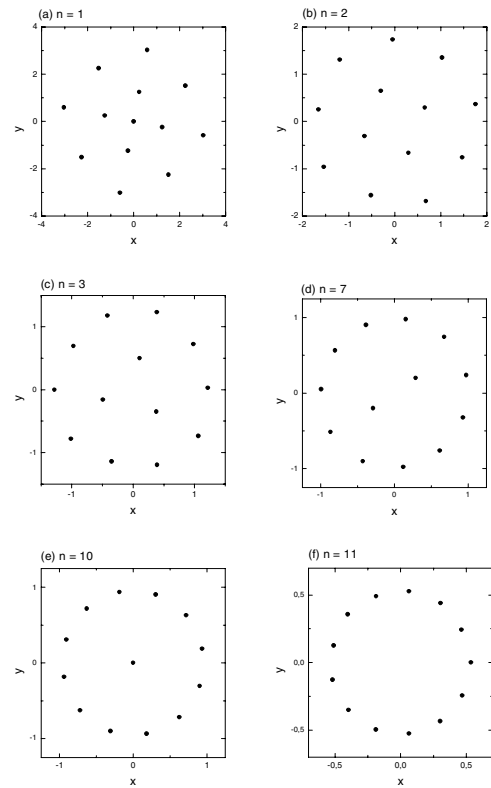 (a) n = 1
4
2
0
-2
-4
y
-4 -2 0 2 4
x
(b) n = 2
2
1
0
-1
-2
y
-2 -1 0 1 2
x
(c) n = 3
1
0
-1
y
-1 0 1
x
(d) n = 7
1
0
-1
y
-1 0 1
x
(e) n = 10
1
0
-1
y
-1 0 1
x
(f) n = 11
0,5
0,0
-0,5
y
-0,5 0,0 0,5
x